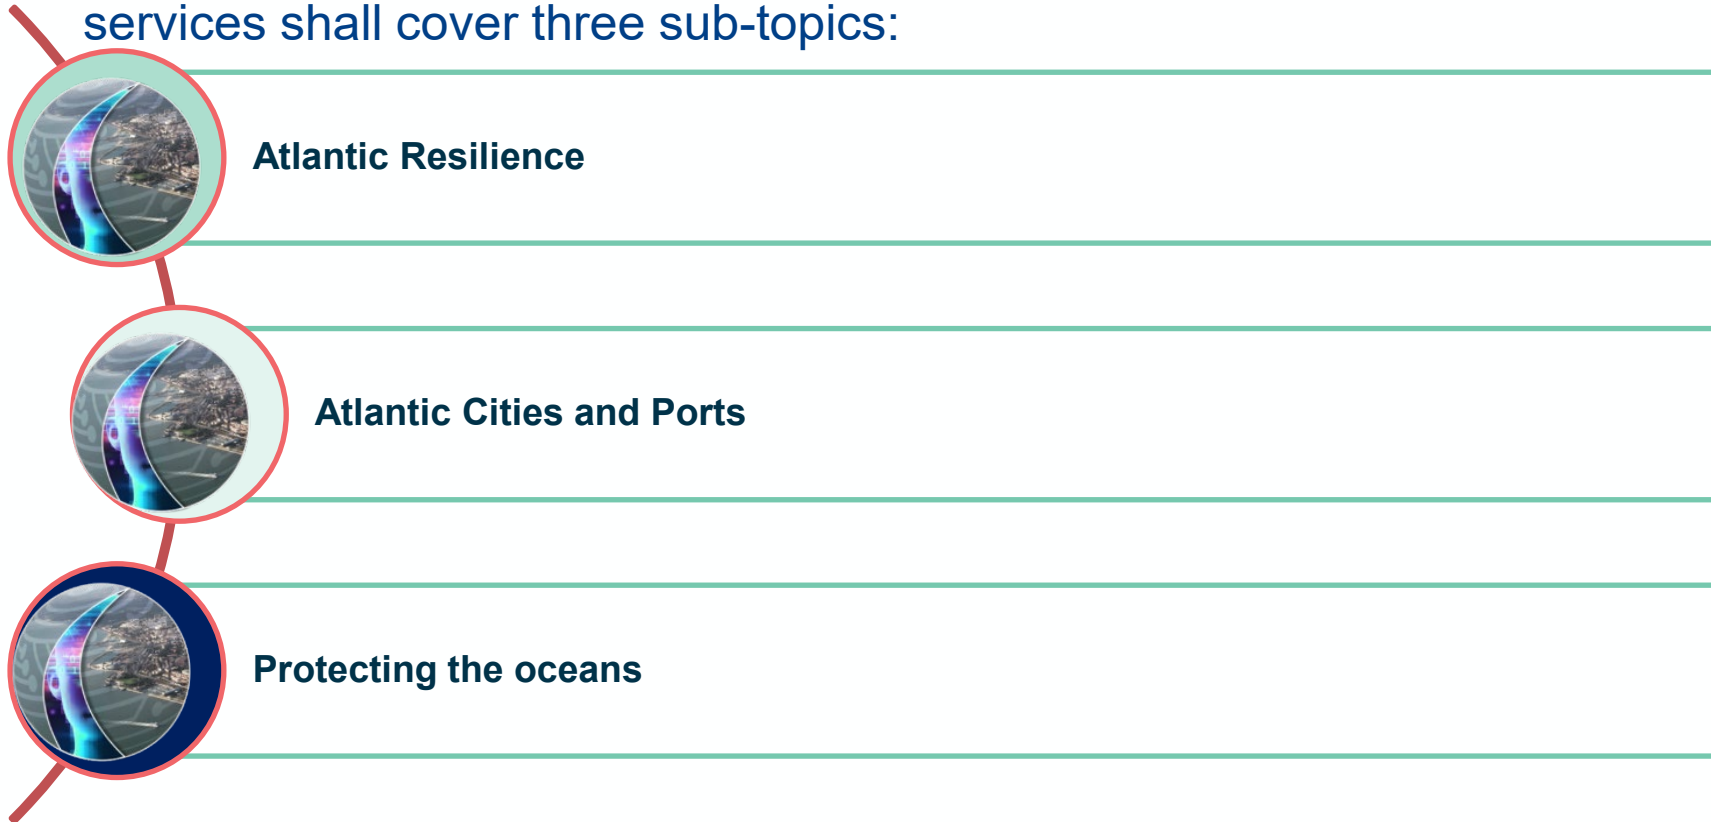 services shall cover three sub-topics:
Atlantic Resilience
Atlantic Cities and Ports
Protecting the oceans